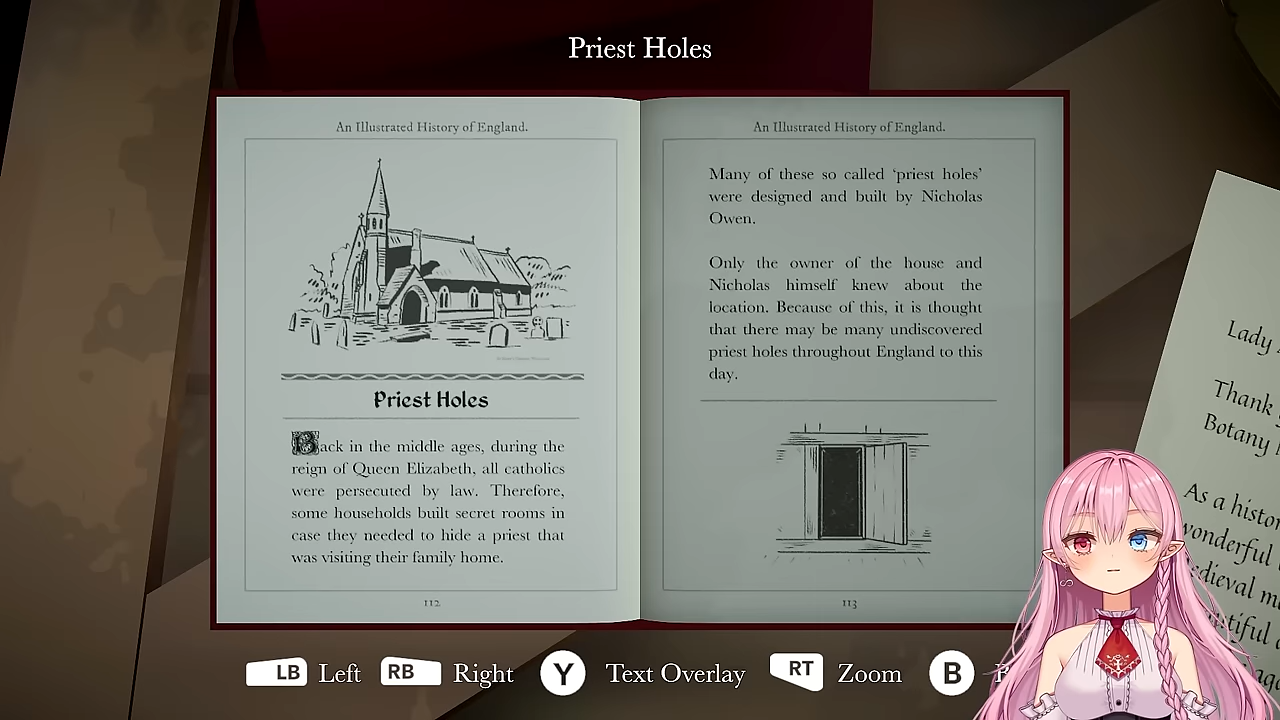 Priest Holes
An Illustrated History of England.
Priest Holes
Back in the middle ages, during the
reign of Queen Elizabeth, all catholics
were persecuted by law. Therefore,
some households built secret rooms in
case they needed to hide a priest that
was visiting their family home.
112
An Illustrated History of England.
Many of these so called ‘priest holes’
were designed and built by Nicholas
Owen.
Only the owner of the house and
Nicholas himself knew about the
location. Because of this, it is thought
that there may be many undiscovered
priest holes throughout England to this
day.
113
Lady
Thank
Botany
As a histor
wonderful
LB Left RB Right Y Text Overlay RT Zoom B